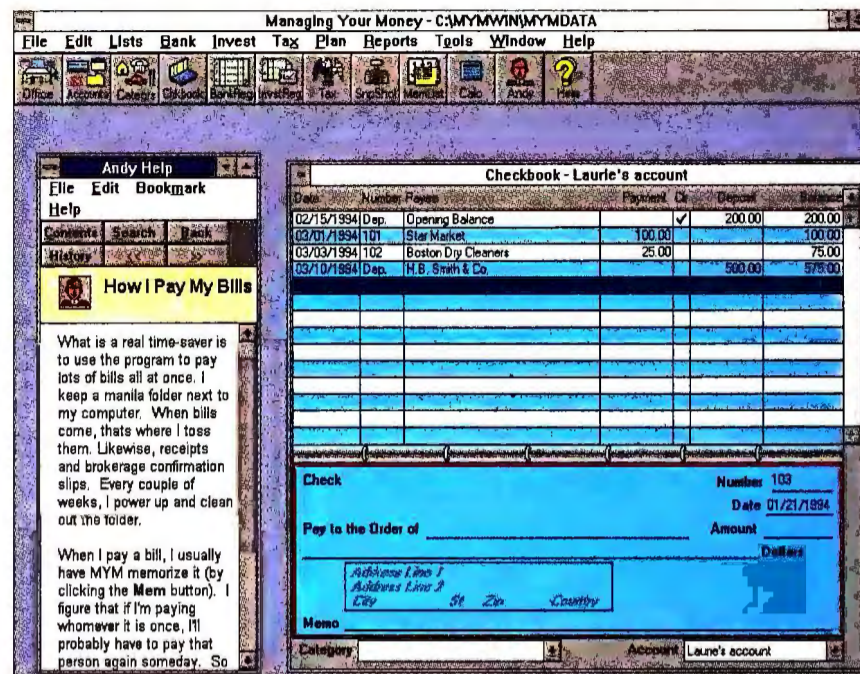 Managing Your Money - C:\MYMWIN\MYMDATA
File Edit Lists Bank Invest Tax Plan Reports Tools Window Help
Office Accounts Categrs Chkbook BankReg InvstReg Tax SnpShot MemList Calc Andy Help
Andy Help
File Edit Bookmark
Help
Contents Search Back
History << >>
How I Pay My Bills
What is a real time-saver is
to use the program to pay
lots of bills all at once. I
keep a manila folder next to
my computer. When bills
come, thats where I toss
them. Likewise, receipts
and brokerage confirmation
slips. Every couple of
weeks, I power up and clean
out the folder.
When I pay a bill, I usually
have MYM memorize it (by
clicking the Mem button). I
figure that if I'm paying
whomever it is once, I'll
probably have to pay that
person again someday. So
Checkbook - Laurie's account
Date Number Payee Payment Clr Deposit Balance
02/15/1994 Dep. Opening Balance ✓ 200.00 200.00
03/01/1994 101 Star Market 100.00 100.00
03/03/1994 102 Boston Dry Cleaners 25.00 75.00
03/10/1994 Dep. H.B. Smith & Co. 500.00 575.00
Check Number 103
Date 01/21/1994
Pay to the Order of Amount
Dollars
Address Line 1
Address Line 2
City St Zip Country
Memo
Category Account Laurie's account